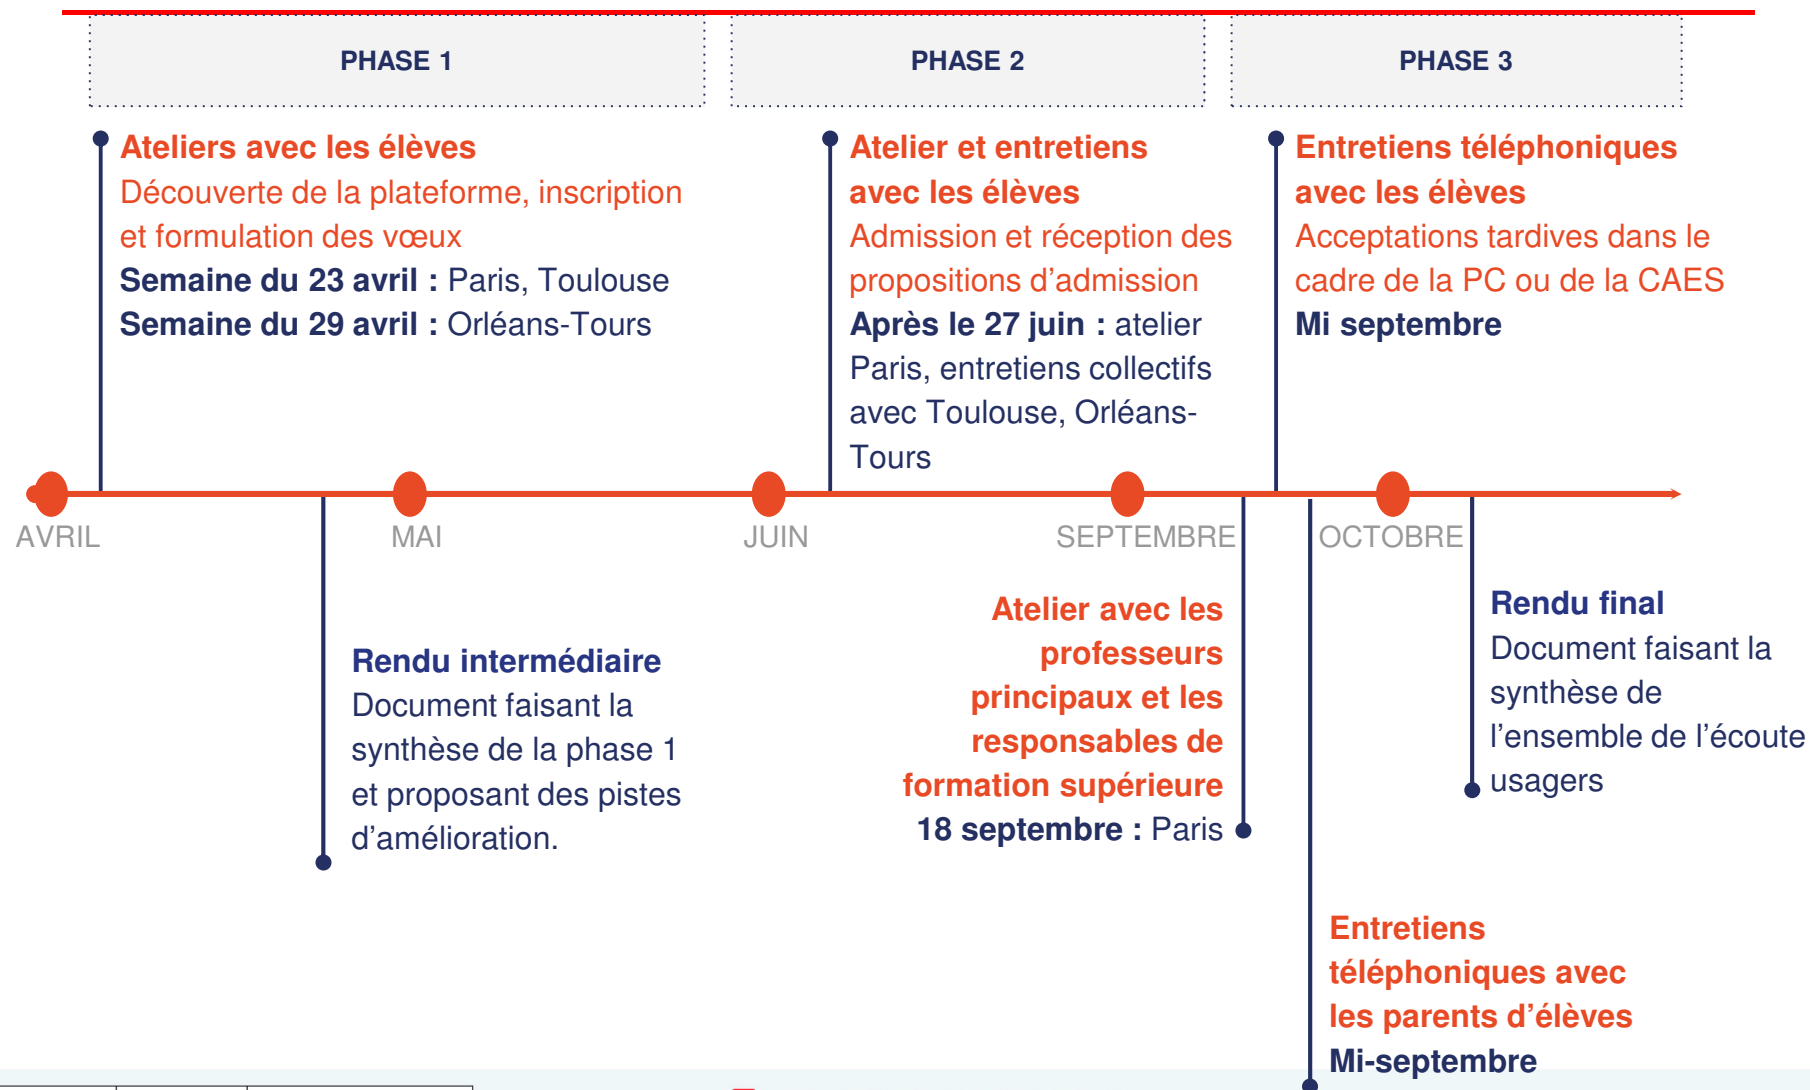 PHASE 1
PHASE 2
PHASE 3
Ateliers avec les élèves
Découverte de la plateforme, inscription
et formulation des vœux
Semaine du 23 avril : Paris, Toulouse
Semaine du 29 avril : Orléans-Tours
Atelier et entretiens
avec les élèves
Admission et réception des
propositions d’admission
Après le 27 juin : atelier
Paris, entretiens collectifs
avec Toulouse, Orléans-
Tours
Entretiens téléphoniques
avec les élèves
Acceptations tardives dans le
cadre de la PC ou de la CAES
Mi septembre
AVRIL
MAI
JUIN
SEPTEMBRE
OCTOBRE
Rendu intermédiaire
Document faisant la
synthèse de la phase 1
et proposant des pistes
d’amélioration.
Atelier avec les
professeurs
principaux et les
responsables de
formation supérieure
18 septembre : Paris
Rendu final
Document faisant la
synthèse de
l’ensemble de l’écoute
usagers
Entretiens
téléphoniques avec
les parents d’élèves
Mi-septembre